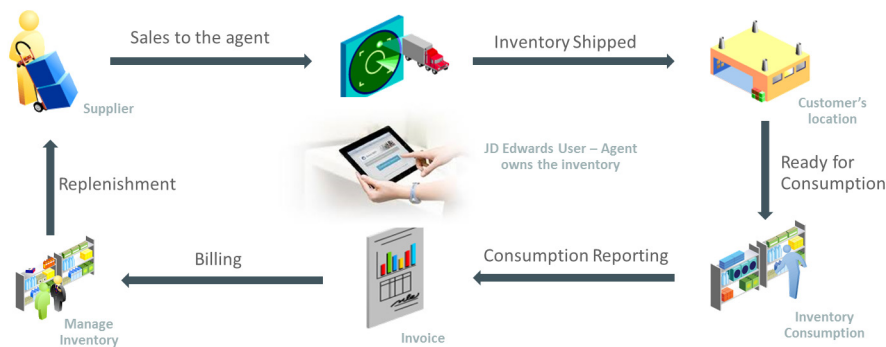 Sales to the agent
Inventory Shipped
Supplier
Customer's
location
JD Edwards User – Agent
owns the inventory
Ready for
Consumption
Replenishment
Billing
Consumption Reporting
Manage
Inventory
Invoice
Inventory
Consumption